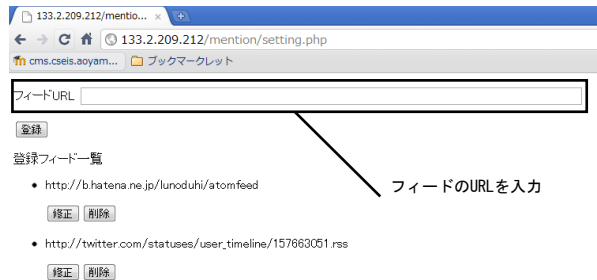 133.2.209.212/mentio...
133.2.209.212/mention/setting.php
cms.cseis.aoyam... ブックマークレット
フィードURL
登録
登録フィード一覧
フィードのURLを入力
• http://b.hatena.ne.jp/lunoduhi/atomfeed
修正 削除
• http://twitter.com/statuses/user_timeline/157663051.rss
修正 削除